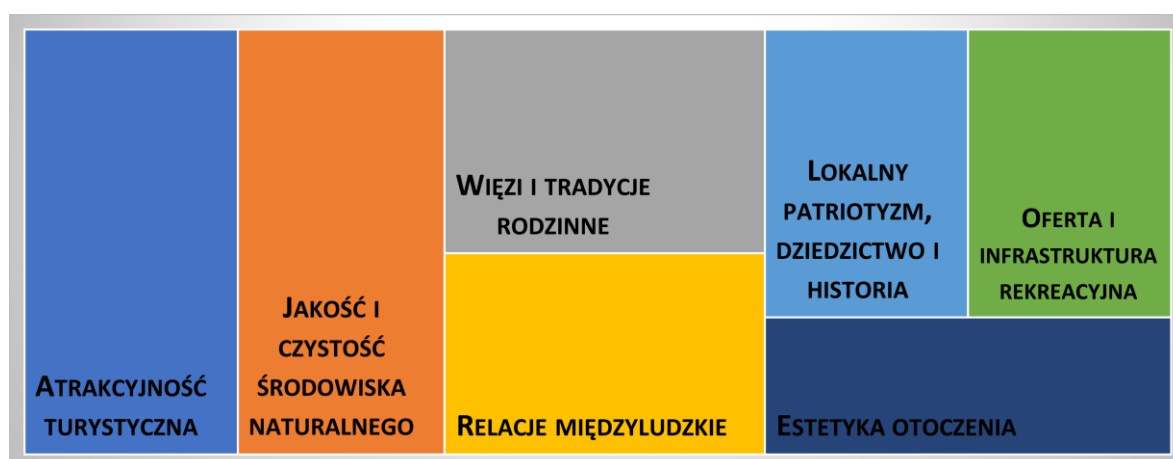 ATRAKCYJNOŚĆ
TURYSTYCZNA
JAKOŚĆ I
CZYSTOŚĆ
ŚRODOWISKA
NATURALNEGO
WIĘZI I TRADYCJE
RODZINNE
RELACJE MIĘDZYLUDZKIE
LOKALNY
PATRIOTYZM,
DZIEDZICTWO I
HISTORIA
OFERTA I
INFRASTRUKTURA
REKREACYJNA
ESTETYKA OTOCZENIA